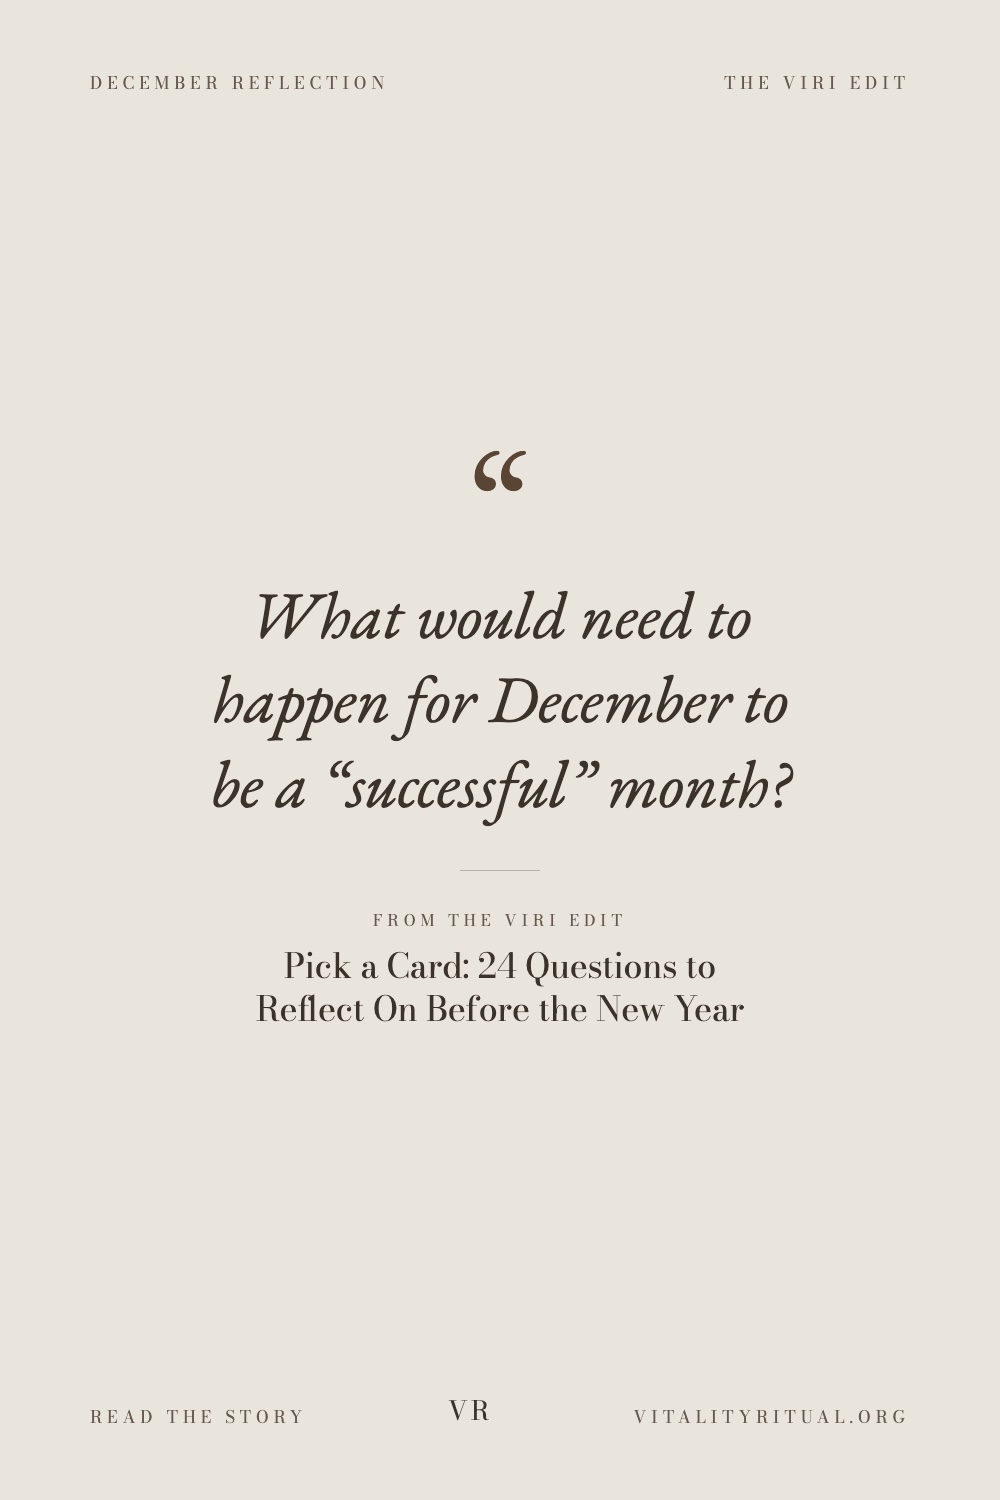 DECEMBER REFLECTION
THE VIRI EDIT
“
What would need to
happen for December to
be a “successful” month?
FROM THE VIRI EDIT
Pick a Card: 24 Questions to
Reflect On Before the New Year
READ THE STORY
VR
VITALITYRITUAL.ORG